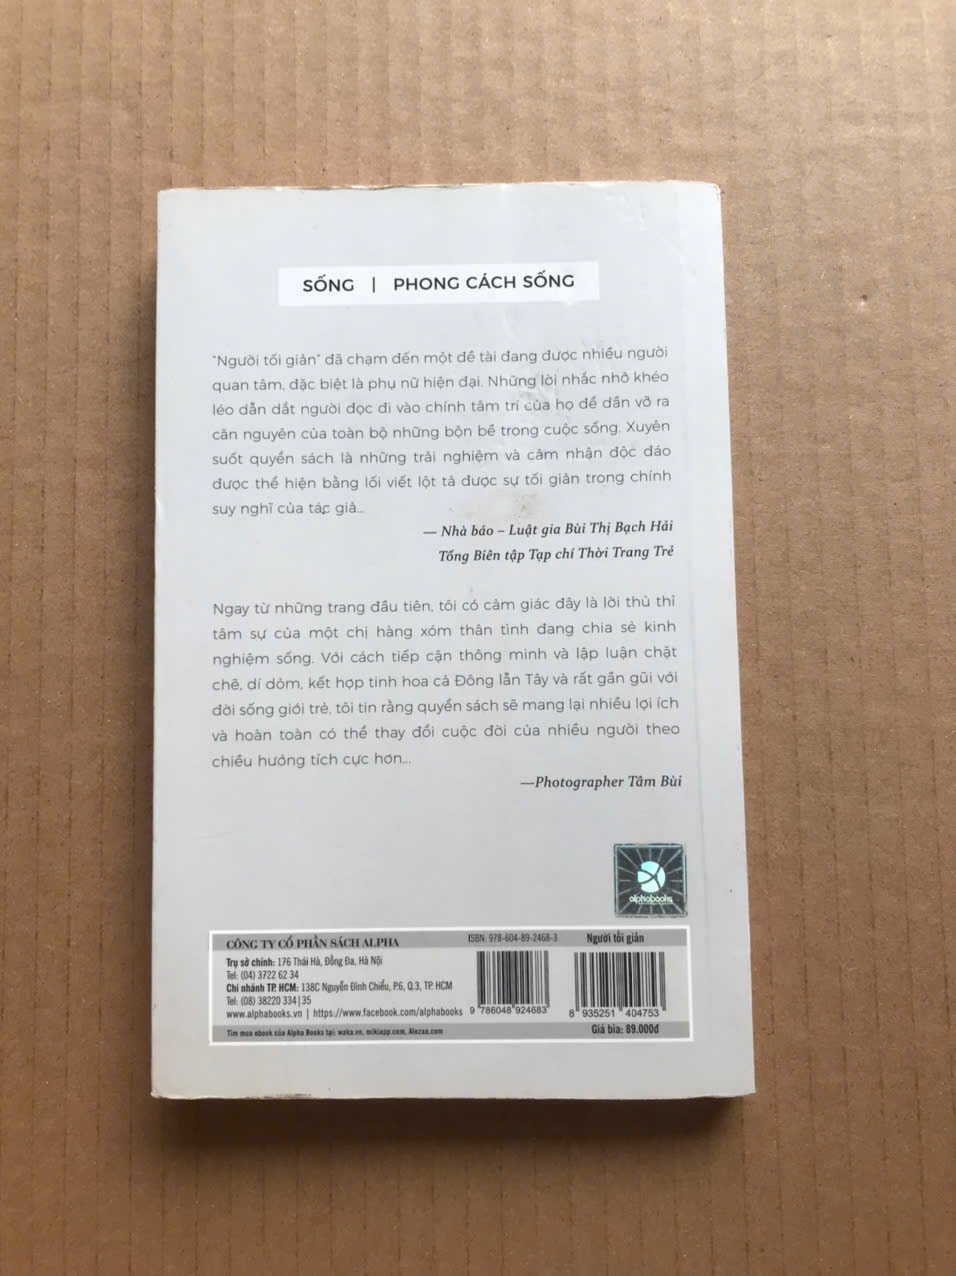 SỐNG | PHONG CÁCH SỐNG
"Người tối giản" đã chạm đến một đề tài đang được nhiều người
quan tâm, đặc biệt là phụ nữ hiện đại. Những lời nhắc nhở khéo
léo dẫn dắt người đọc đi vào chính tâm trí của họ để dần vỡ ra
căn nguyên của toàn bộ những bộn bề trong cuộc sống. Xuyên
suốt quyển sách là những trải nghiệm và cảm nhận độc đáo
được thể hiện bằng lối viết lột tả được sự tối giản trong chính
suy nghĩ của tác giả...
— Nhà báo – Luật gia Bùi Thị Bạch Hải
Tổng Biên tập Tạp chí Thời Trang Trẻ
Ngay từ những trang đầu tiên, tôi có cảm giác đây là lời thủ thỉ
tâm sự của một chị hàng xóm thân tình đang chia sẻ kinh
nghiệm sống. Với cách tiếp cận thông minh và lập luận chặt
chẽ, dí dỏm, kết hợp tinh hoa cả Đông lẫn Tây và rất gần gũi với
đời sống giới trẻ, tôi tin rằng quyển sách sẽ mang lại nhiều lợi ích
và hoàn toàn có thể thay đổi cuộc đời của nhiều người theo
chiều hướng tích cực hơn...
—Photographer Tâm Bùi
alphabooks
CÔNG TY CỔ PHẦN SÁCH ALPHA
Trụ sở chính: 176 Thái Hà, Đống Đa, Hà Nội
Tel: (04) 3722 62 34
Chi nhánh TP. HCM: 138C Nguyễn Đình Chiểu, P.6, Q.3, TP. HCM
Tel: (08) 38220 334|35
www.alphabooks.vn | https://www.facebook.com/alphabooks
Tìm mua ebook của Alpha Books tại: waka.vn, mikiapp.com, Alezaa.com
ISBN: 978-604-89-2468-3
9 786048 924683
Người tối giản
8 935251 404753
Giá bìa: 89.000đ